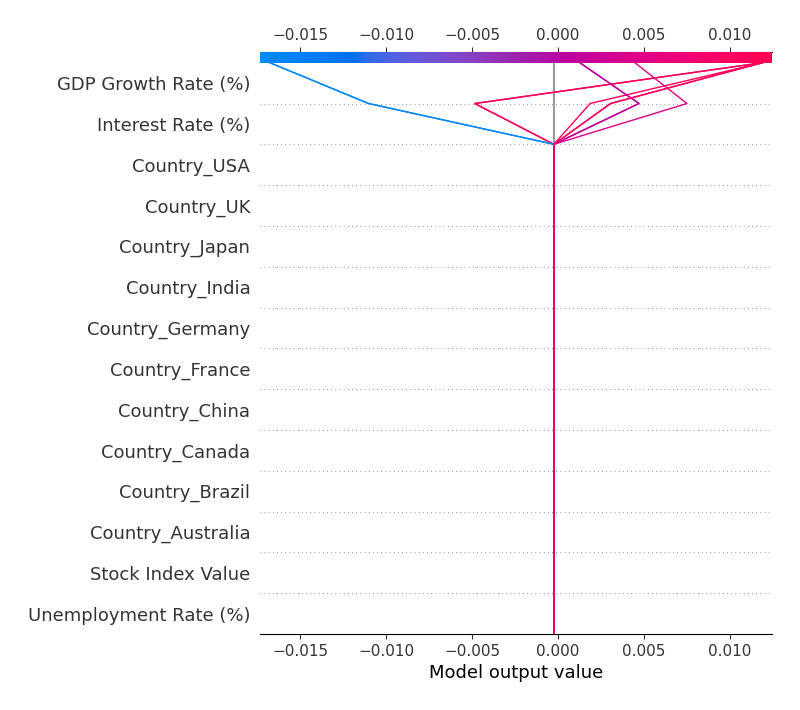 −0.015 −0.010 −0.005 0.000 0.005 0.010
GDP Growth Rate (%)
Interest Rate (%)
Country_USA
Country_UK
Country_Japan
Country_India
Country_Germany
Country_France
Country_China
Country_Canada
Country_Brazil
Country_Australia
Stock Index Value
Unemployment Rate (%)
−0.015 −0.010 −0.005 0.000 0.005 0.010
Model output value